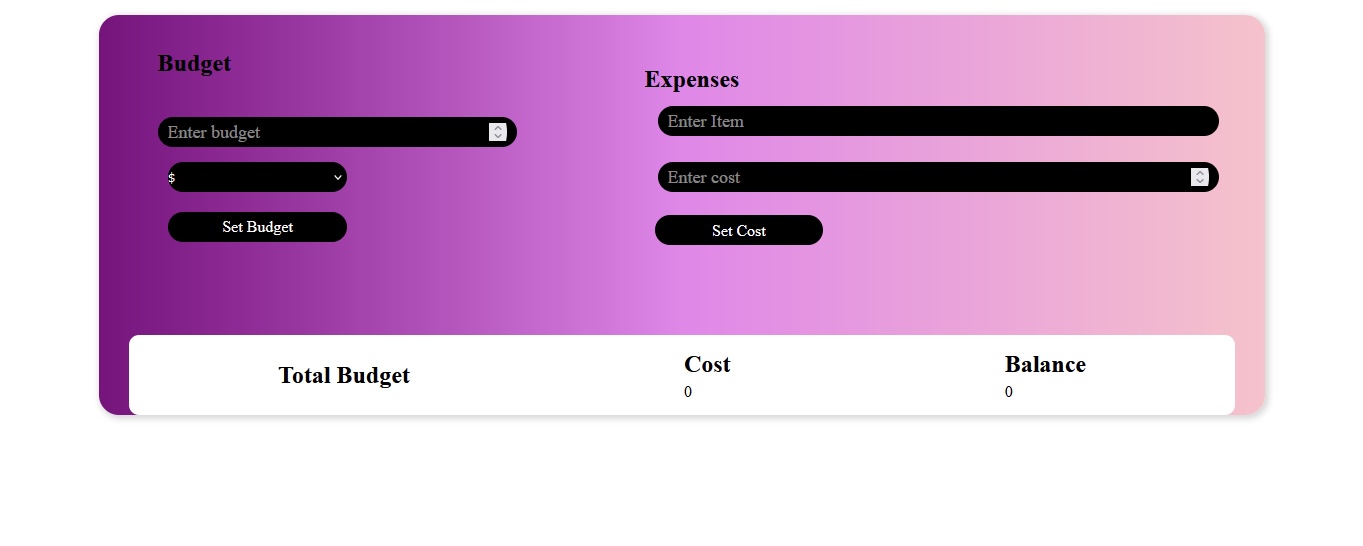 Budget
Enter budget
$
Set Budget
Expenses
Enter Item
Enter cost
Set Cost
Total Budget
Cost
0
Balance
0